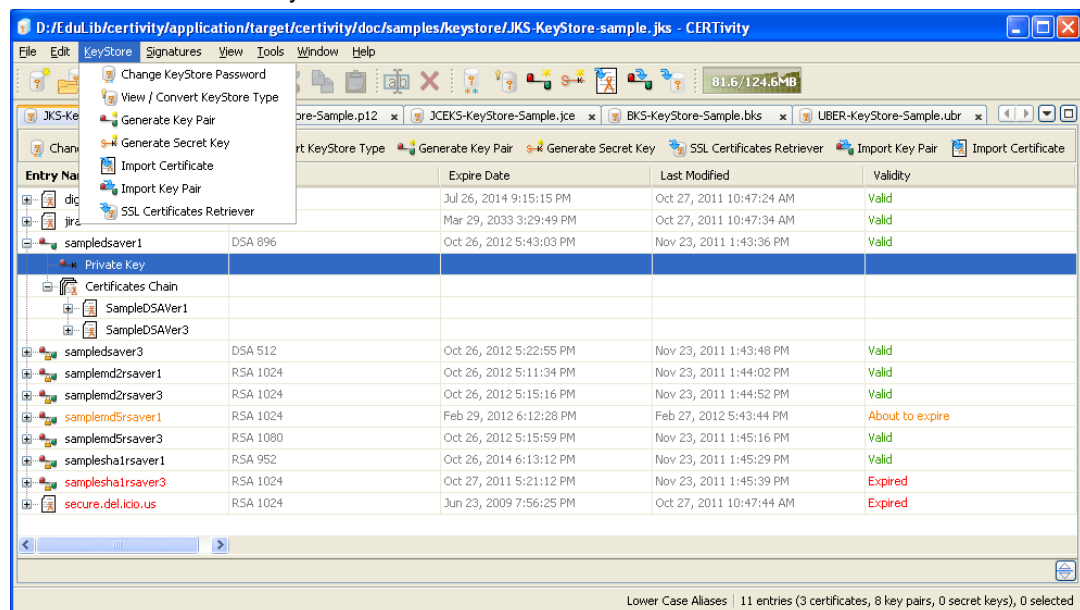 D:/EduLib/certivity/application/target/certivity/doc/samples/keystore/JKS-KeyStore-sample.jks - CERTivity
File Edit KeyStore Signatures View Tools Window Help
81.6/124.6MB
Change KeyStore Password
View / Convert KeyStore Type
Generate Key Pair
Generate Secret Key
Import Certificate
Import Key Pair
SSL Certificates Retriever
JKS-Ke ore-Sample.p12 x JCEKS-KeyStore-Sample.jce x BKS-KeyStore-Sample.bks x UBER-KeyStore-Sample.ubr x
Chan rt KeyStore Type Generate Key Pair Generate Secret Key SSL Certificates Retriever Import Key Pair Import Certificate
Entry Na Expire Date Last Modified Validity
dig Jul 26, 2014 9:15:15 PM Oct 27, 2011 10:47:24 AM Valid
jira Mar 29, 2033 3:29:49 PM Oct 27, 2011 10:47:34 AM Valid
sampledsaver1 DSA 896 Oct 26, 2012 5:43:03 PM Nov 23, 2011 1:43:36 PM Valid
Private Key
Certificates Chain
SampleDSAVer1
SampleDSAVer3
sampledsaver3 DSA 512 Oct 26, 2012 5:22:55 PM Nov 23, 2011 1:43:48 PM Valid
samplemd2rsaver1 RSA 1024 Oct 26, 2012 5:11:34 PM Nov 23, 2011 1:44:02 PM Valid
samplemd2rsaver3 RSA 1024 Oct 26, 2012 5:15:16 PM Nov 23, 2011 1:44:52 PM Valid
samplemd5rsaver1 RSA 1024 Feb 29, 2012 6:12:28 PM Feb 27, 2012 5:43:44 PM About to expire
samplemd5rsaver3 RSA 1080 Oct 26, 2012 5:15:59 PM Nov 23, 2011 1:45:16 PM Valid
samplesha1rsaver1 RSA 952 Oct 26, 2014 6:13:12 PM Nov 23, 2011 1:45:29 PM Valid
samplesha1rsaver3 RSA 1024 Oct 27, 2011 5:21:12 PM Nov 23, 2011 1:45:39 PM Expired
secure.del.icio.us RSA 1024 Jun 23, 2009 7:56:25 PM Oct 27, 2011 10:47:44 AM Expired
Lower Case Aliases 11 entries (3 certificates, 8 key pairs, 0 secret keys), 0 selected